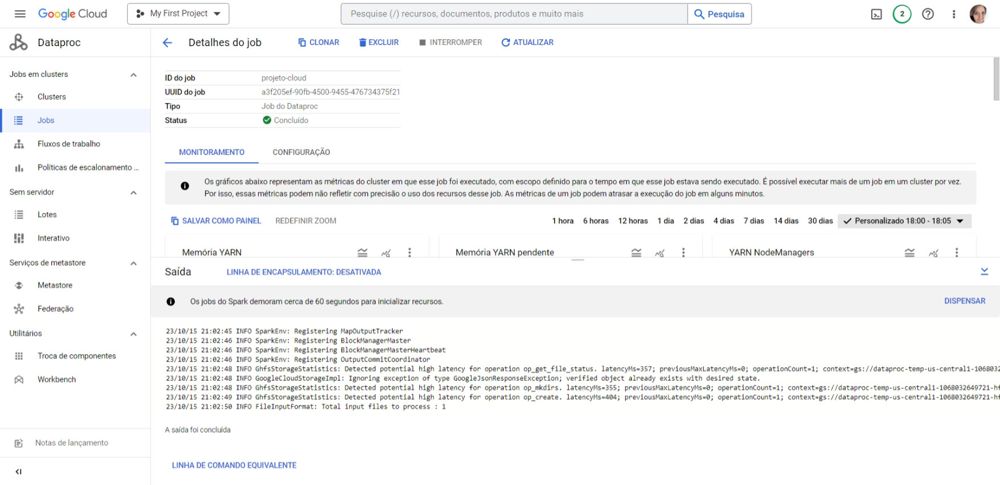 Google Cloud
My First Project
Pesquise (/) recursos, documentos, produtos e muito mais
Pesquisa
2
Dataproc
Detalhes do job
CLONAR
EXCLUIR
INTERROMPER
ATUALIZAR
Jobs em clusters
Clusters
Jobs
Fluxos de trabalho
Políticas de escalonamento ...
Sem servidor
Lotes
Interativo
Serviços de metastore
Metastore
Federação
Utilitários
Troca de componentes
Workbench
Notas de lançamento
ID do job projeto-cloud
UUID do job a3f205ef-90fb-4500-9455-476734375f21
Tipo Job do Dataproc
Status Concluído
MONITORAMENTO CONFIGURAÇÃO
Os gráficos abaixo representam as métricas do cluster em que esse job foi executado, com escopo definido para o tempo em que esse job estava sendo executado. É possível executar mais de um job em um cluster por vez.
Por isso, essas métricas podem não refletir com precisão o uso dos recursos desse job. As métricas de um job podem atrasar a execução do job em alguns minutos.
SALVAR COMO PAINEL REDEFINIR ZOOM 1 hora 6 horas 12 horas 1 dia 2 dias 4 dias 7 dias 14 dias 30 dias Personalizado 18:00 - 18:05
Memória YARN Memória YARN pendente YARN NodeManagers
Saída LINHA DE ENCAPSULAMENTO: DESATIVADA
Os jobs do Spark demoram cerca de 60 segundos para inicializar recursos. DISPENSAR
23/10/15 21:02:45 INFO SparkEnv: Registering MapOutputTracker
23/10/15 21:02:46 INFO SparkEnv: Registering BlockManagerMaster
23/10/15 21:02:46 INFO SparkEnv: Registering BlockManagerMasterHeartbeat
23/10/15 21:02:46 INFO SparkEnv: Registering OutputCommitCoordinator
23/10/15 21:02:48 INFO GhfsStorageStatistics: Detected potential high latency for operation op_get_file_status. latencyMs=357; previousMaxLatencyMs=0; operationCount=1; context=gs://dataproc-temp-us-central1-1068032
23/10/15 21:02:48 INFO GoogleCloudStorageImpl: Ignoring exception of type GoogleJsonResponseException; verified object already exists with desired state.
23/10/15 21:02:48 INFO GhfsStorageStatistics: Detected potential high latency for operation op_mkdirs. latencyMs=355; previousMaxLatencyMs=0; operationCount=1; context=gs://dataproc-temp-us-central1-1068032649721-hf
23/10/15 21:02:49 INFO GhfsStorageStatistics: Detected potential high latency for operation op_create. latencyMs=404; previousMaxLatencyMs=0; operationCount=1; context=gs://dataproc-temp-us-central1-1068032649721-hf
23/10/15 21:02:50 INFO FileInputFormat: Total input files to process : 1
A saída foi concluída
LINHA DE COMANDO EQUIVALENTE